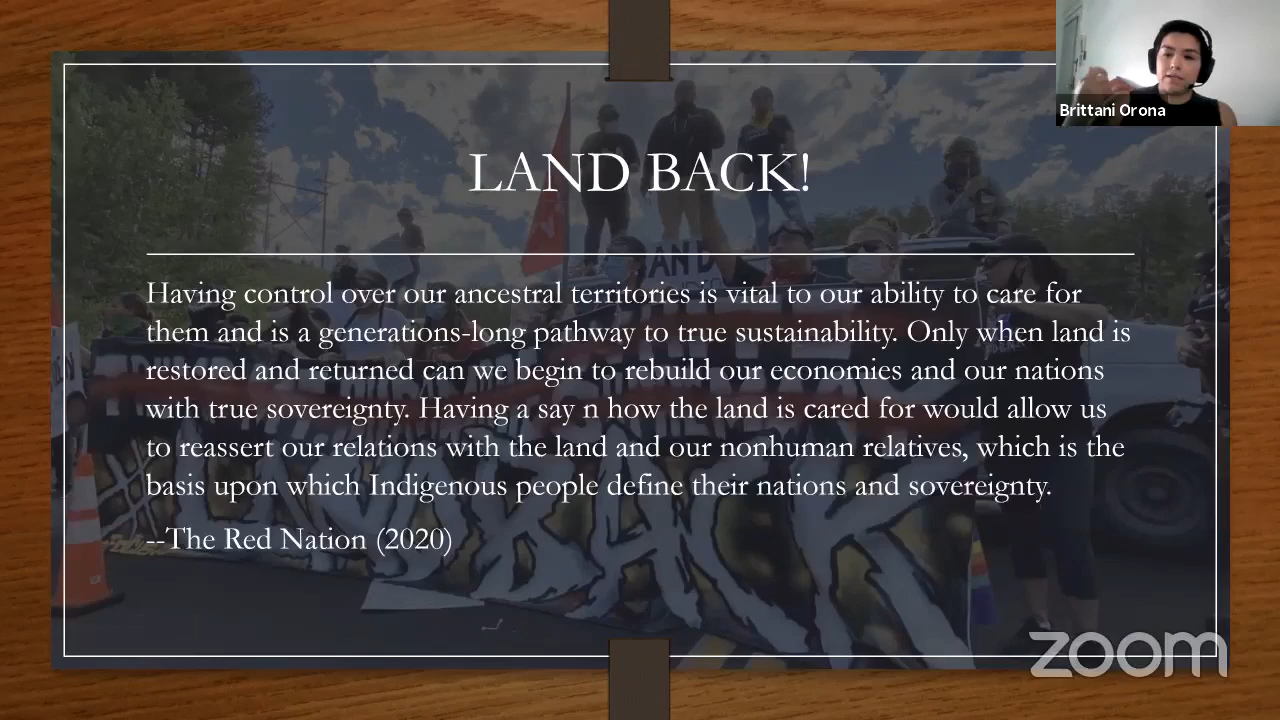 Brittani Orona
LAND BACK!
Having control over our ancestral territories is vital to our ability to care for
them and is a generations-long pathway to true sustainability. Only when land is
restored and returned can we begin to rebuild our economies and our nations
with true sovereignty. Having a say n how the land is cared for would allow us
to reassert our relations with the land and our nonhuman relatives, which is the
basis upon which Indigenous people define their nations and sovereignty.
--The Red Nation (2020)
LAND BACK
zoom